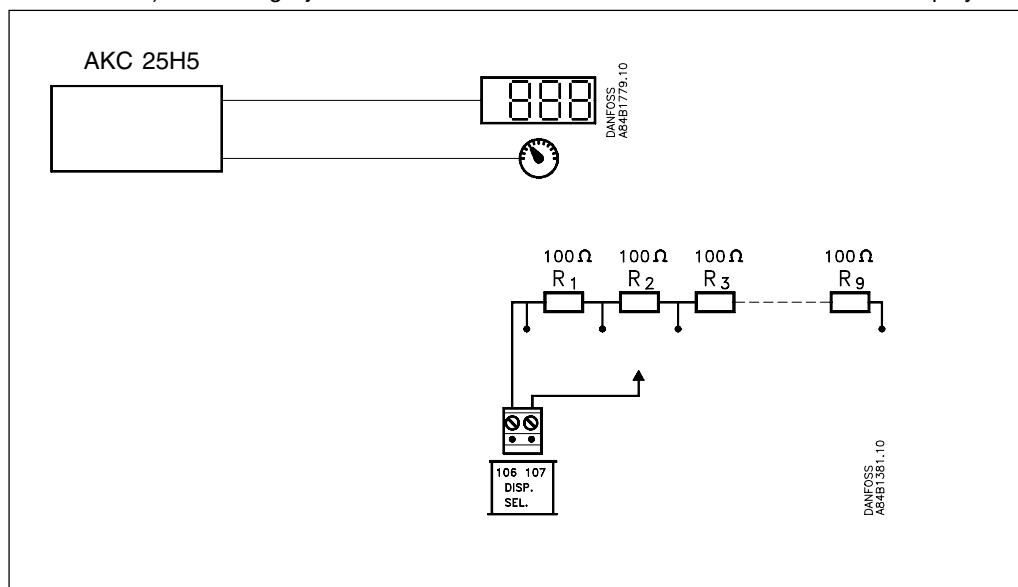 AKC 25H5
888
DANFOSS
A84B1779.10
100Ω 100Ω 100Ω 100Ω
R1 R2 R3 R9
106 107
DISP.
SEL.
DANFOSS
A84B1381.10